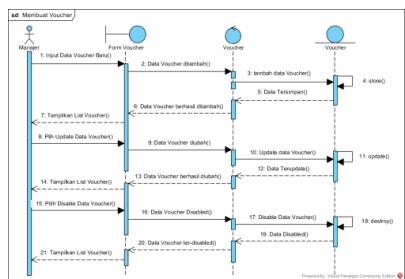 sd Membuat Voucher
Manager
Form Voucher
Voucher
Voucher
1: Input Data Voucher Baru()
2: Data Voucher ditambah()
3: tambah data Voucher()
4: store()
5: Data Tersimpan()
6: Data Voucher berhasil ditambah()
7: Tampilkan List Voucher()
8: Pilh Update Data Voucher()
9: Data Voucher diubah()
10: Update data Voucher()
11: update()
12: Data Terupdate()
13: Data Voucher berhasil diubah()
14: Tampilkan List Voucher()
15: Pilih Disable Data Voucher()
16: Data Voucher Disabled()
17: Disable Data Voucher()
18: destroy()
19: Data Disabled()
20: Data Voucher ter-disabled()
21: Tampilkan List Voucher()
Powered By: Visual Paradigm Community Edition